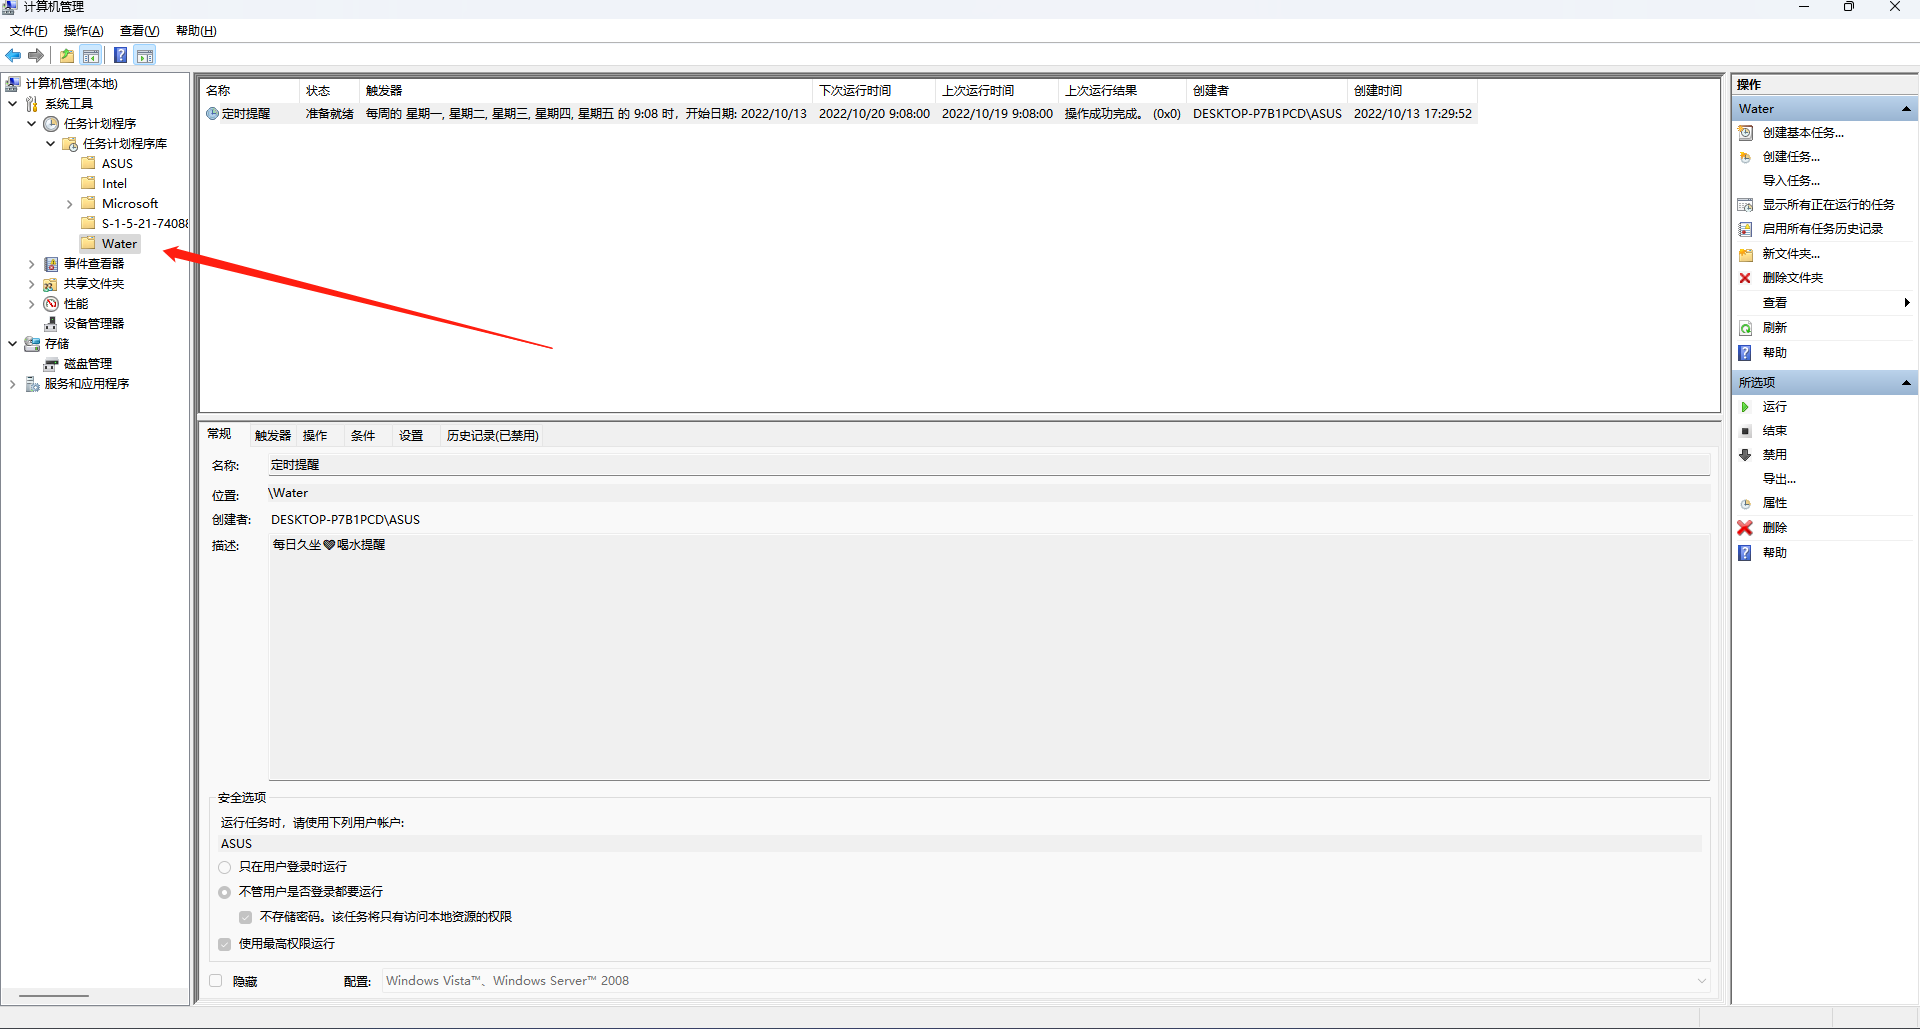 计算机管理
文件(F) 操作(A) 查看(V) 帮助(H)
计算机管理(本地)
系统工具
任务计划程序
任务计划程序库
ASUS
Intel
Microsoft
S-1-5-21-7408
Water
事件查看器
共享文件夹
性能
设备管理器
存储
磁盘管理
服务和应用程序
名称 状态 触发器 下次运行时间 上次运行时间 上次运行结果 创建者 创建时间
定时提醒 准备就绪 每周的 星期一, 星期二, 星期三, 星期四, 星期五 的 9:08 时，开始日期: 2022/10/13 2022/10/20 9:08:00 2022/10/19 9:08:00 操作成功完成。 (0x0) DESKTOP-P7B1PCD\ASUS 2022/10/13 17:29:52
常规 触发器 操作 条件 设置 历史记录(已禁用)
名称: 定时提醒
位置: \Water
创建者: DESKTOP-P7B1PCD\ASUS
描述: 每日久坐💚喝水提醒
安全选项
运行任务时，请使用下列用户帐户:
ASUS
只在用户登录时运行
不管用户是否登录都要运行
不存储密码。该任务将只有访问本地资源的权限
使用最高权限运行
隐藏 配置: Windows Vista™、Windows Server™ 2008
操作
Water
创建基本任务...
创建任务...
导入任务...
显示所有正在运行的任务
启用所有任务历史记录
新文件夹...
删除文件夹
查看
刷新
帮助
所选项
运行
结束
禁用
导出...
属性
删除
帮助